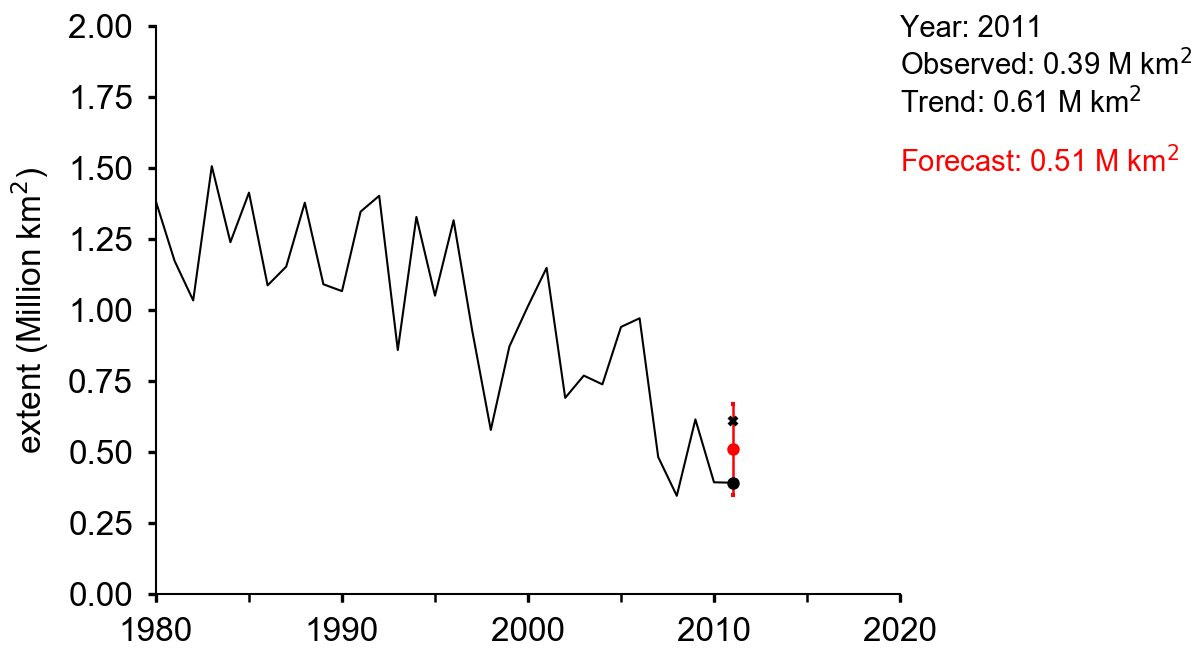 Year: 2011
Observed: 0.39 M km²
Trend: 0.61 M km²
Forecast: 0.51 M km²
extent (Million km²)
2.00
1.75
1.50
1.25
1.00
0.75
0.50
0.25
0.00
1980 1990 2000 2010 2020